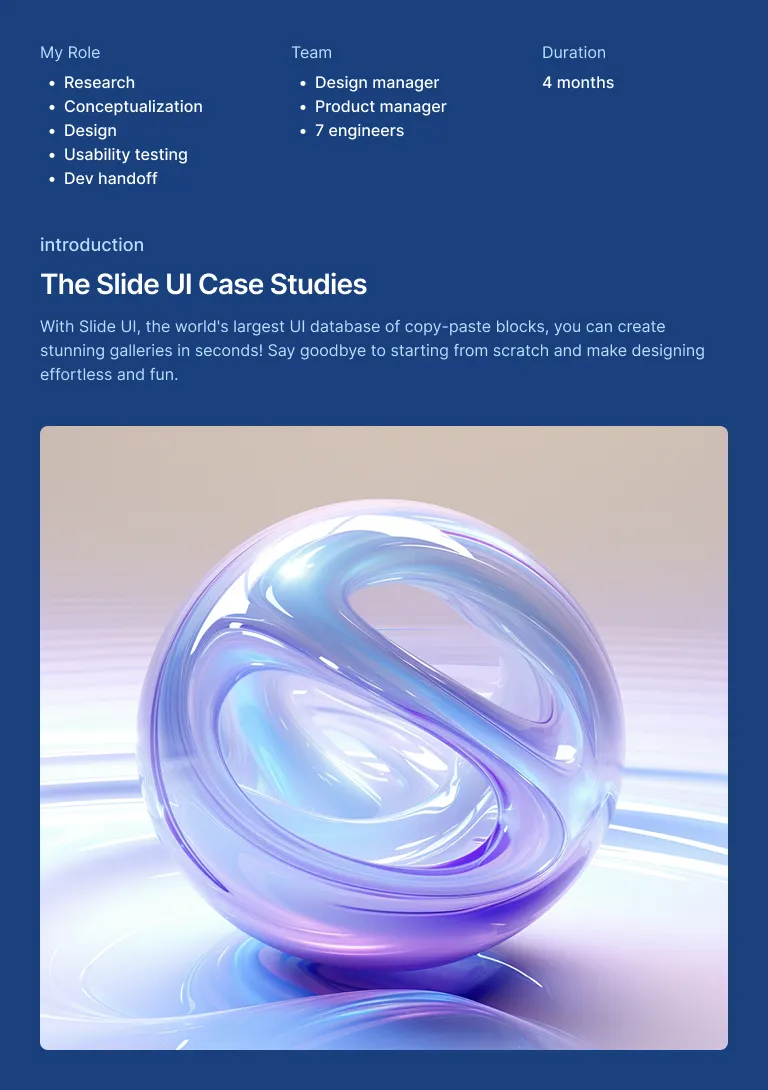 My Role
• Research
• Conceptualization
• Design
• Usability testing
• Dev handoff
Team
• Design manager
• Product manager
• 7 engineers
Duration
4 months
introduction
The Slide UI Case Studies
With Slide UI, the world's largest UI database of copy-paste blocks, you can create
stunning galleries in seconds! Say goodbye to starting from scratch and make designing
effortless and fun.